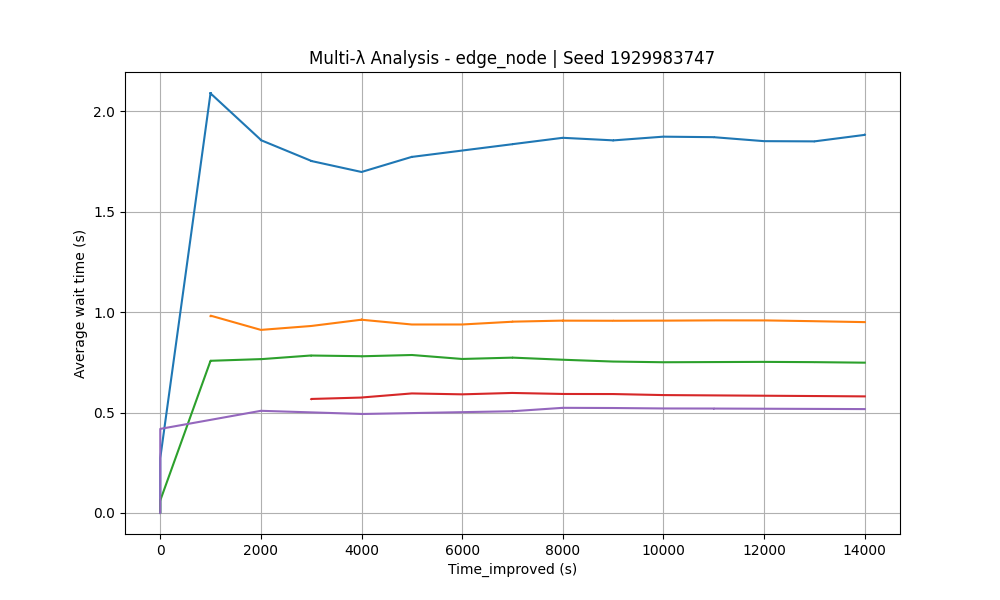 Multi-λ Analysis - edge_node | Seed 1929983747
Average wait time (s)
2.0
1.5
1.0
0.5
0.0
0 2000 4000 6000 8000 10000 12000 14000
Time_improved (s)